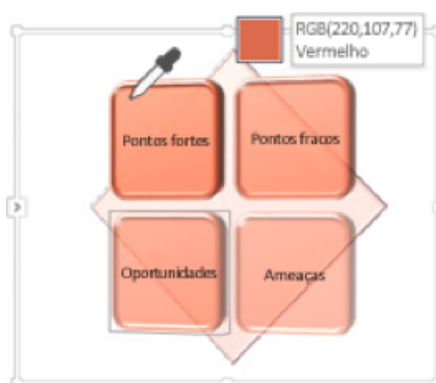 RGB(220,107,77)
Vermelho
Pontos fortes
Pontos fracos
Oportunidades
Ameaças